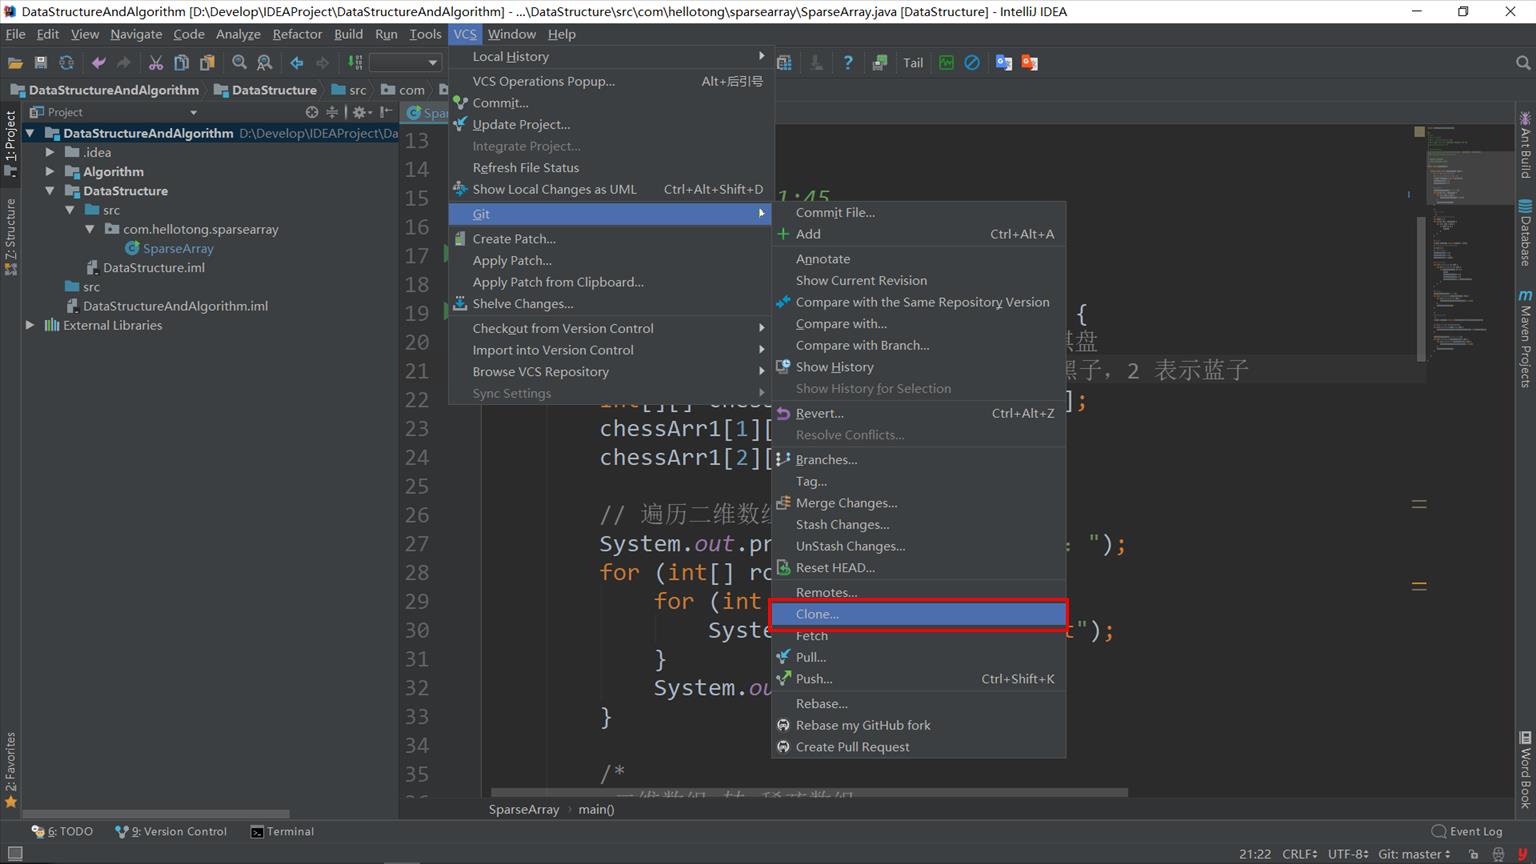 DataStructureAndAlgorithm [D:\Develop\IDEAProject\DataStructureAndAlgorithm] - ...\DataStructure\src\com\hellotong\sparsearray\SparseArray.java [DataStructure] - IntelliJ IDEA
File Edit View Navigate Code Analyze Refactor Build Run Tools VCS Window Help
Tail
DataStructureAndAlgorithm DataStructure src com
Project
1: Project
Z: Structure
2: Favorites
DataStructureAndAlgorithm D:\Develop\IDEAProject\Da
.idea
Algorithm
DataStructure
src
com.hellotong.sparsearray
SparseArray
DataStructure.iml
src
DataStructureAndAlgorithm.iml
External Libraries
Local History
VCS Operations Popup... Alt+后引号
Commit...
Update Project...
Integrate Project...
Refresh File Status
Show Local Changes as UML Ctrl+Alt+Shift+D
Git
Create Patch...
Apply Patch...
Apply Patch from Clipboard...
Shelve Changes...
Checkout from Version Control
Import into Version Control
Browse VCS Repository
Sync Settings
Commit File...
Add Ctrl+Alt+A
Annotate
Show Current Revision
Compare with the Same Repository Version
Compare with...
Compare with Branch...
Show History
Show History for Selection
Revert... Ctrl+Alt+Z
Resolve Conflicts...
Branches...
Tag...
Merge Changes...
Stash Changes...
UnStash Changes...
Reset HEAD...
Remotes...
Clone...
Fetch
Pull...
Push... Ctrl+Shift+K
Rebase...
Rebase my GitHub fork
Create Pull Request
13
14
15 1:45
16
17
18
19 {
20 棋盘
21 黑子, 2 表示蓝子
22 ];
23 chessArr1[1][
24 chessArr1[2][
25
26 // 遍历二维数组
27 System.out.pr : ");
28 for (int[] ro
29 for (int
30 Syste t");
31 }
32 System.ou
33 }
34
35 /*
SparseArray › main()
Ant Build
Database
Maven Projects
Word Book
6: TODO 9: Version Control Terminal Event Log
21:22 CRLF UTF-8 Git: master